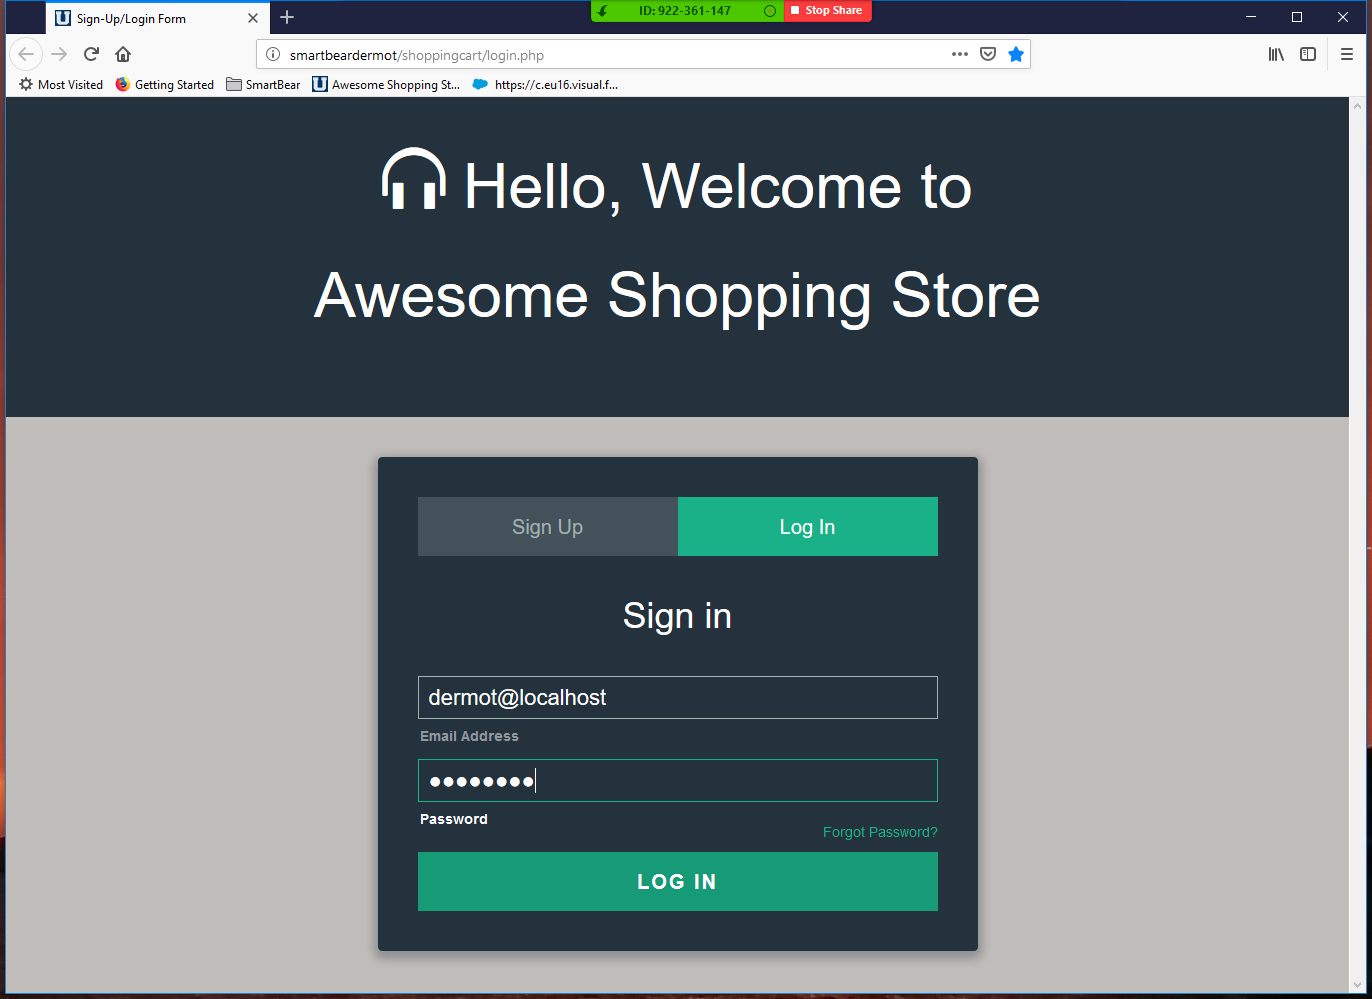 Sign-Up/Login Form
ID: 922-361-147
Stop Share
smartbeardermot/shoppingcart/login.php
Most Visited
Getting Started
SmartBear
Awesome Shopping St...
https://c.eu16.visual.f...
Hello, Welcome to
Awesome Shopping Store
Sign Up
Log In
Sign in
dermot@localhost
Email Address
Password
Forgot Password?
LOG IN